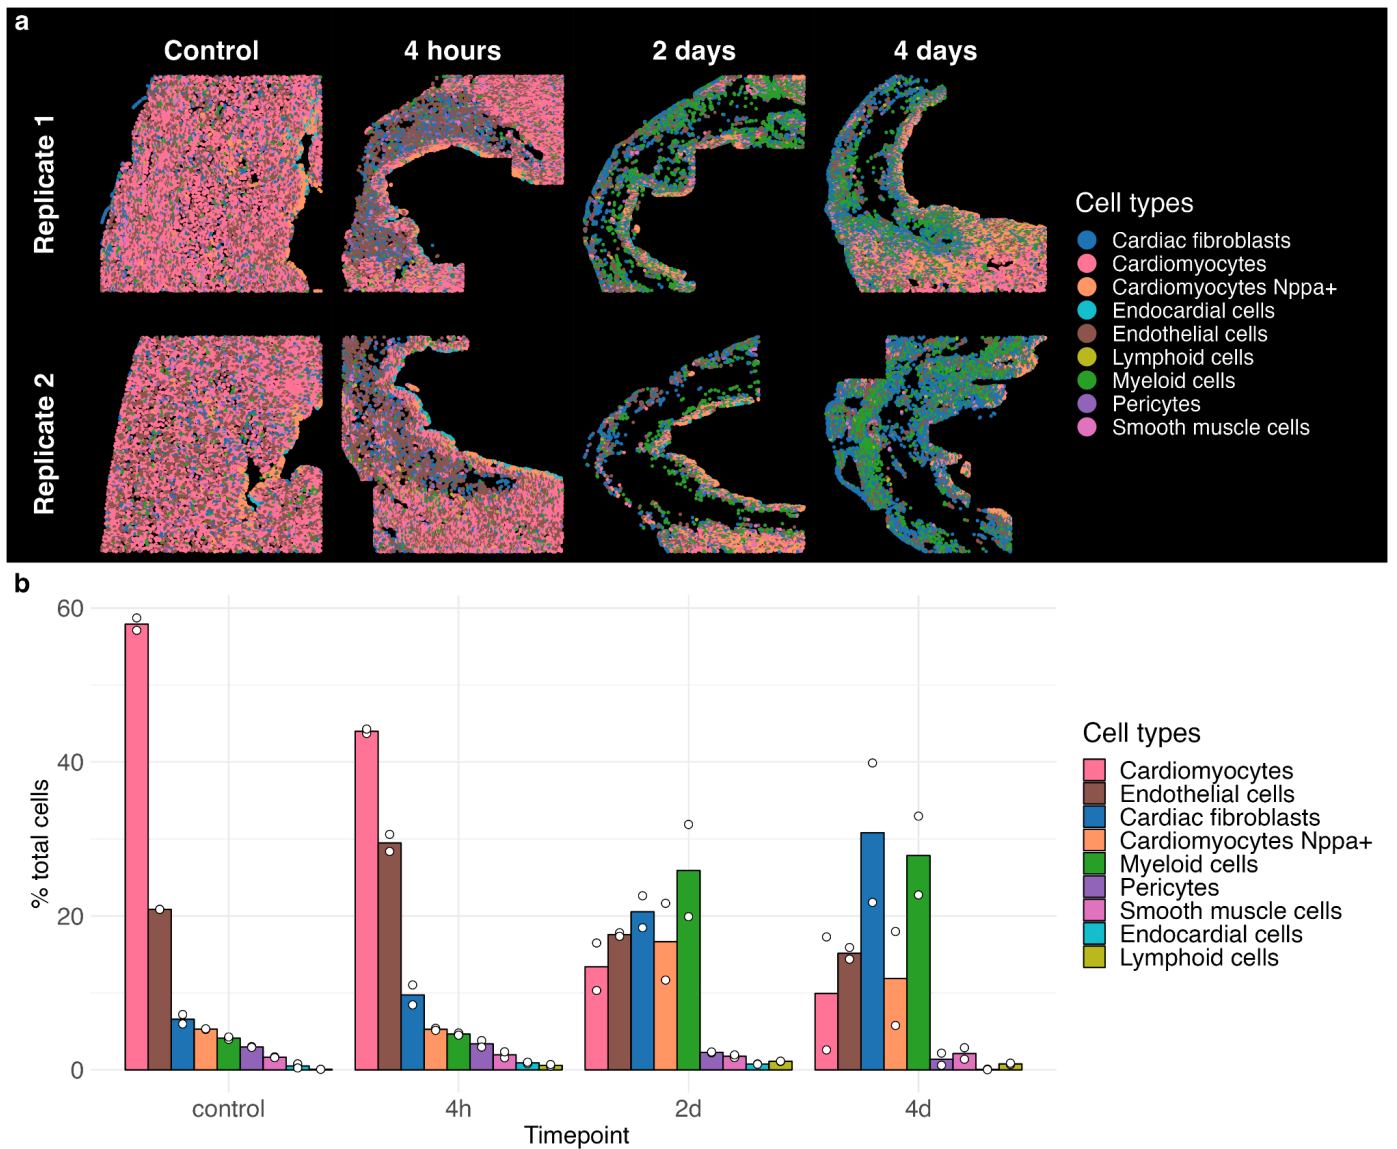 a
Control
4 hours
2 days
4 days
Replicate 1
Replicate 2
Cell types
Cardiac fibroblasts
Cardiomyocytes
Cardiomyocytes Nppa+
Endocardial cells
Endothelial cells
Lymphoid cells
Myeloid cells
Pericytes
Smooth muscle cells
b
% total cells
60
40
20
0
control
4h
2d
4d
Timepoint
Cell types
Cardiomyocytes
Endothelial cells
Cardiac fibroblasts
Cardiomyocytes Nppa+
Myeloid cells
Pericytes
Smooth muscle cells
Endocardial cells
Lymphoid cells